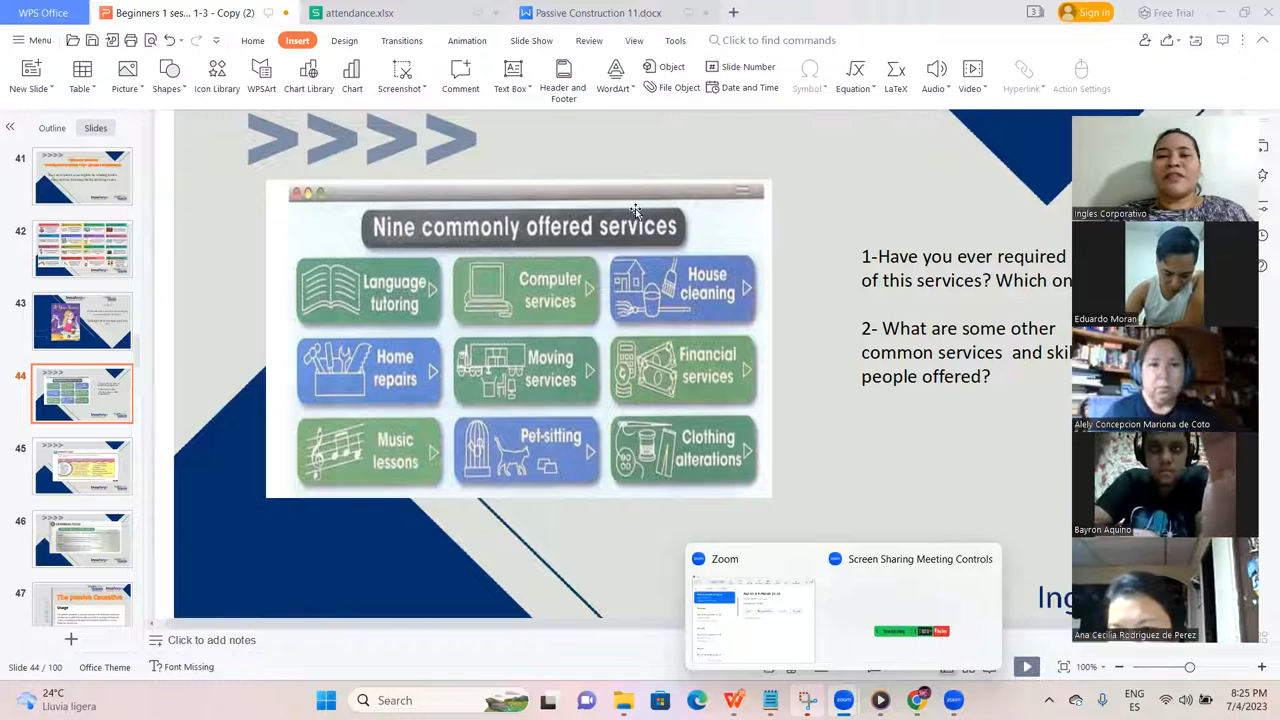 WPS Office
Beginners 1 ses... 1-3 - Copy (2)
attend
Passive Construction 11.docx
Sign in
Free Trial
Menu
Home
Insert
Design
Animation
Slide Show
Review
View
Tools
Click to find commands
New Slide
Table
Picture
Shapes
Icon Library
WPSArt
Chart Library
Chart
Screenshot
Comment
Text Box
Header and
Footer
WordArt
Object
File Object
Slide Number
Date and Time
Symbol
Equation
LaTeX
Audio
Video
Hyperlink
Action Settings
Outline
Slides
41
42
43
44
45
46
The passive Causative
Usage
>>>>
Nine commonly offered services
Language
tutoring
Computer
services
House
cleaning
Home
repairs
Moving
services
Financial
services
Music
lessons
Pet-sitting
Clothing
alterations
1-Have you ever required
of this services? Which on
2- What are some other
common services and ski
people offered?
Ing
Ingles Corporativo
Eduardo Moran
Alely Concepcion Mariona de Coto
Bayron Aquino
Ana Cecilia Rodriguez de Perez
Zoom
Screen Sharing Meeting Controls
Click to add notes
Slide 44 / 100
Office Theme
Font Missing
100%
24°C
Lluvia ligera
Search
ENG
ES
8:25 PM
7/4/2023